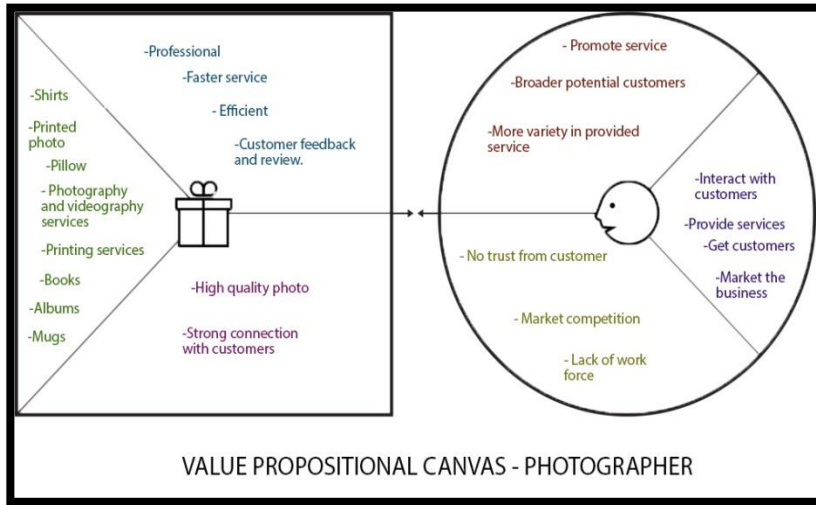 -Professional
-Faster service
- Efficient
-Customer feedback
and review.
-Shirts
-Printed
photo
-Pillow
- Photography
and videography
services
-Printing services
-Books
-Albums
-Mugs
-High quality photo
-Strong connection
with customers
- Promote service
-Broader potential customers
-More variety in provided
service
-Interact with
customers
-Provide services
-Get customers
-Market the
business
- No trust from customer
- Market competition
- Lack of work
force
VALUE PROPOSITIONAL CANVAS - PHOTOGRAPHER